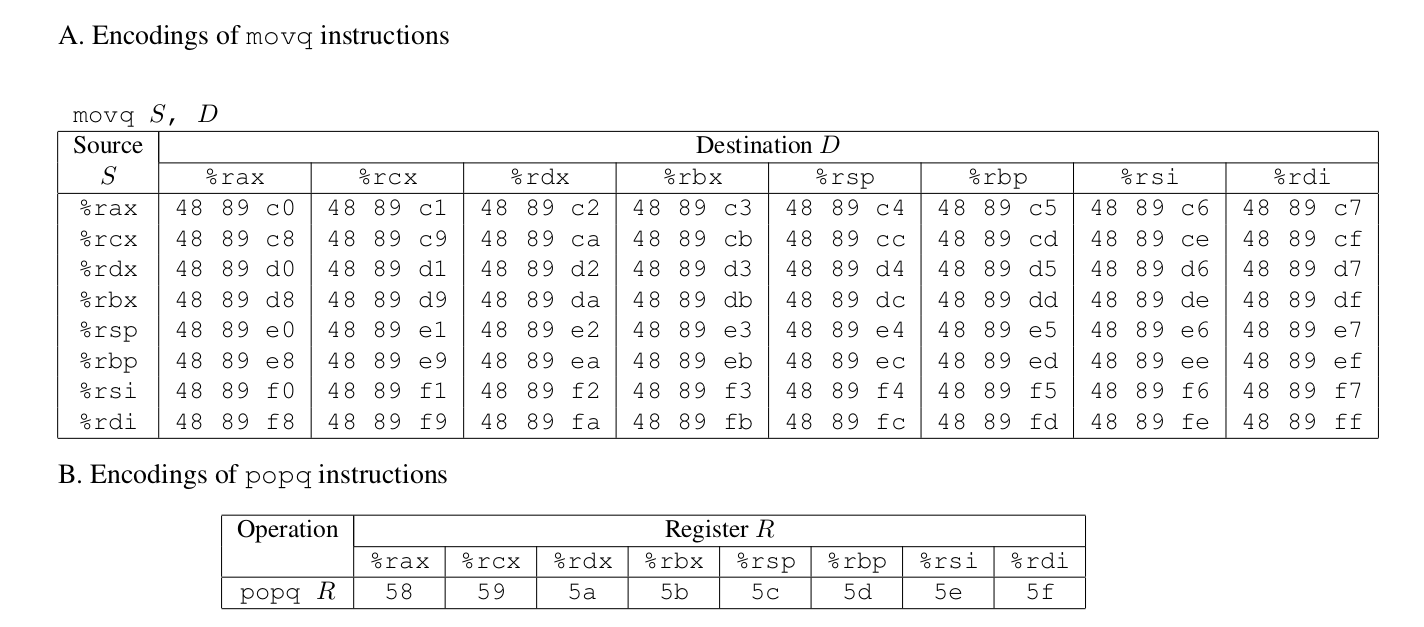 A. Encodings of movq instructions
movq S, D
Source Destination D
S %rax %rcx %rdx %rbx %rsp %rbp %rsi %rdi
%rax 48 89 c0 48 89 c1 48 89 c2 48 89 c3 48 89 c4 48 89 c5 48 89 c6 48 89 c7
%rcx 48 89 c8 48 89 c9 48 89 ca 48 89 cb 48 89 cc 48 89 cd 48 89 ce 48 89 cf
%rdx 48 89 d0 48 89 d1 48 89 d2 48 89 d3 48 89 d4 48 89 d5 48 89 d6 48 89 d7
%rbx 48 89 d8 48 89 d9 48 89 da 48 89 db 48 89 dc 48 89 dd 48 89 de 48 89 df
%rsp 48 89 e0 48 89 e1 48 89 e2 48 89 e3 48 89 e4 48 89 e5 48 89 e6 48 89 e7
%rbp 48 89 e8 48 89 e9 48 89 ea 48 89 eb 48 89 ec 48 89 ed 48 89 ee 48 89 ef
%rsi 48 89 f0 48 89 f1 48 89 f2 48 89 f3 48 89 f4 48 89 f5 48 89 f6 48 89 f7
%rdi 48 89 f8 48 89 f9 48 89 fa 48 89 fb 48 89 fc 48 89 fd 48 89 fe 48 89 ff
B. Encodings of popq instructions
Operation Register R
%rax %rcx %rdx %rbx %rsp %rbp %rsi %rdi
popq R 58 59 5a 5b 5c 5d 5e 5f